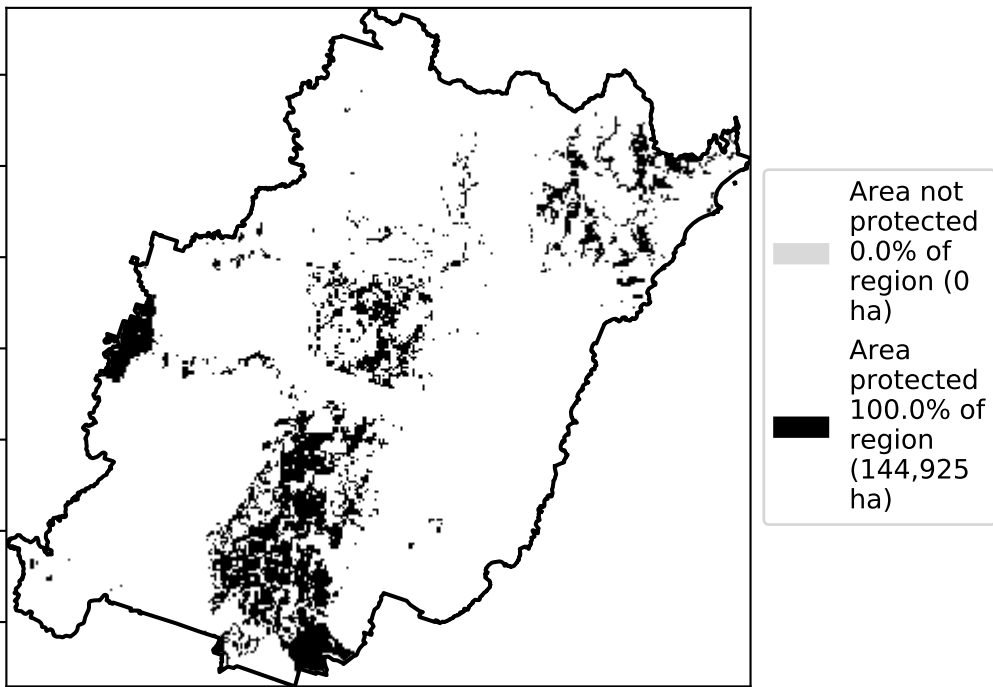 Area not
protected
0.0% of
region (0
ha)
Area
protected
100.0% of
region
(144,925
ha)